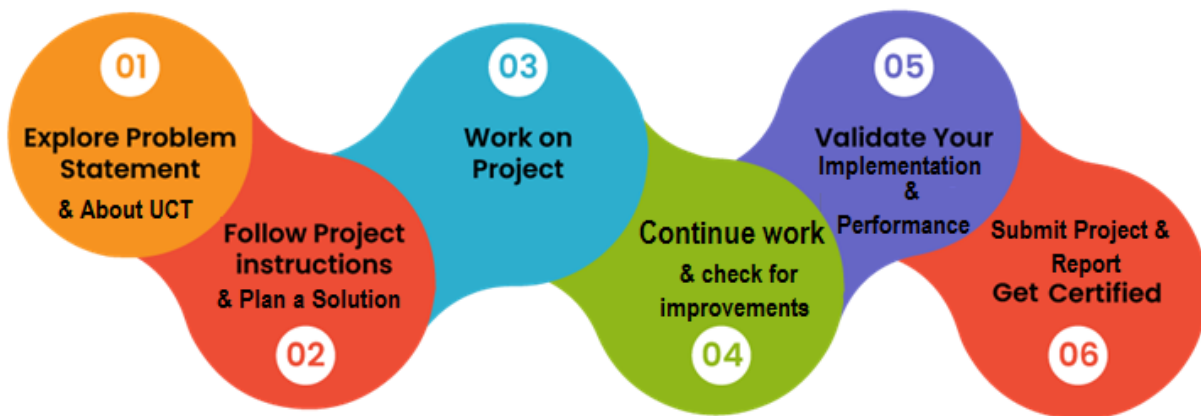 01
Explore Problem
Statement
& About UCT
Follow Project
instructions
& Plan a Solution
02
03
Work on
Project
Continue work
& check for
improvements
04
05
Validate Your
Implementation
&
Performance
Submit Project &
Report
Get Certified
06